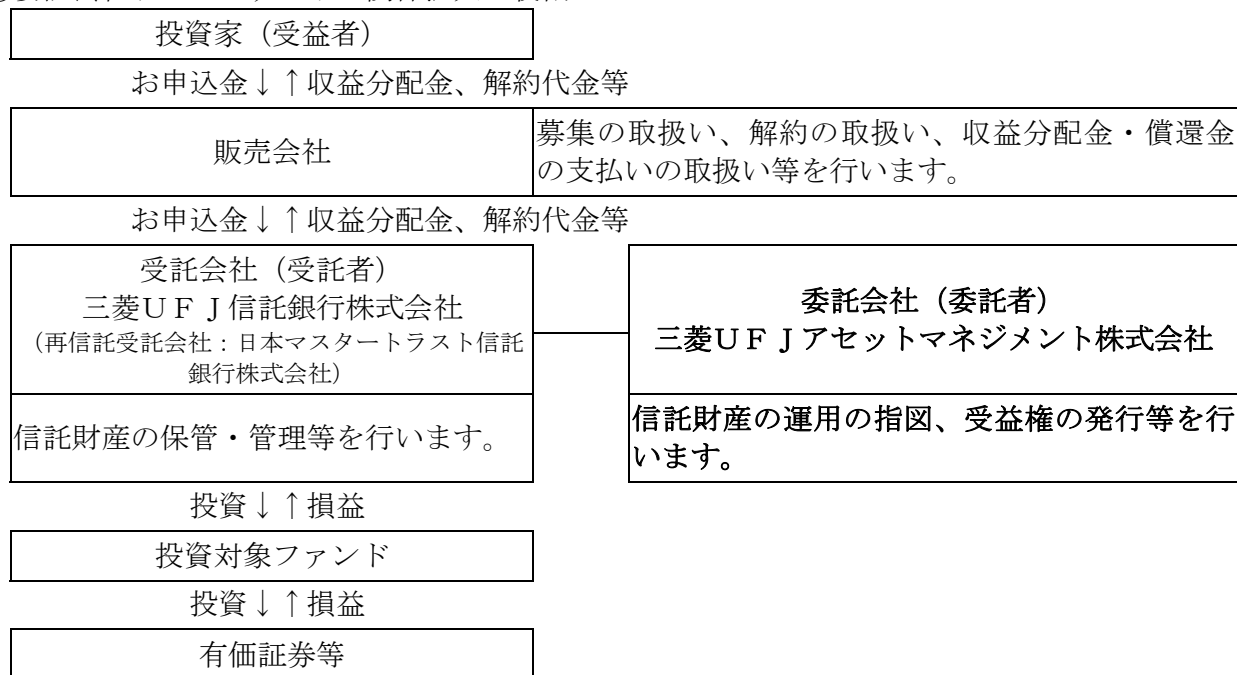 投資家（受益者）
お申込金↓↑収益分配金、解約代金等
販売会社
募集の取扱い、解約の取扱い、収益分配金・償還金
の支払いの取扱い等を行います。
お申込金↓↑収益分配金、解約代金等
受託会社（受託者）
三菱ＵＦＪ信託銀行株式会社
（再信託受託会社：日本マスタートラスト信託
銀行株式会社）
委託会社（委託者）
三菱ＵＦＪアセットマネジメント株式会社
信託財産の保管・管理等を行います。
信託財産の運用の指図、受益権の発行等を行
います。
投資↓↑損益
投資対象ファンド
投資↓↑損益
有価証券等